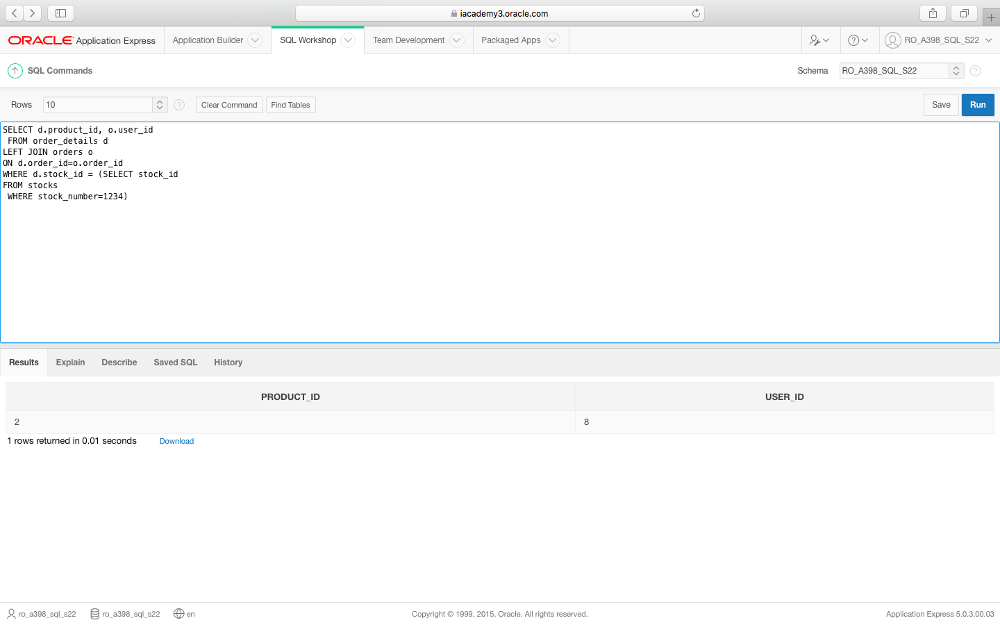 iacademy3.oracle.com
ORACLE Application Express Application Builder SQL Workshop Team Development Packaged Apps RO_A398_SQL_S22
SQL Commands Schema RO_A398_SQL_S22
Rows 10 Clear Command Find Tables Save Run
SELECT d.product_id, o.user_id
FROM order_details d
LEFT JOIN orders o
ON d.order_id=o.order_id
WHERE d.stock_id = (SELECT stock_id
FROM stocks
WHERE stock_number=1234)
Results Explain Describe Saved SQL History
PRODUCT_ID USER_ID
2 8
1 rows returned in 0.01 seconds Download
ro_a398_sql_s22 ro_a398_sql_s22 en Copyright © 1999, 2015, Oracle. All rights reserved. Application Express 5.0.3.00.03